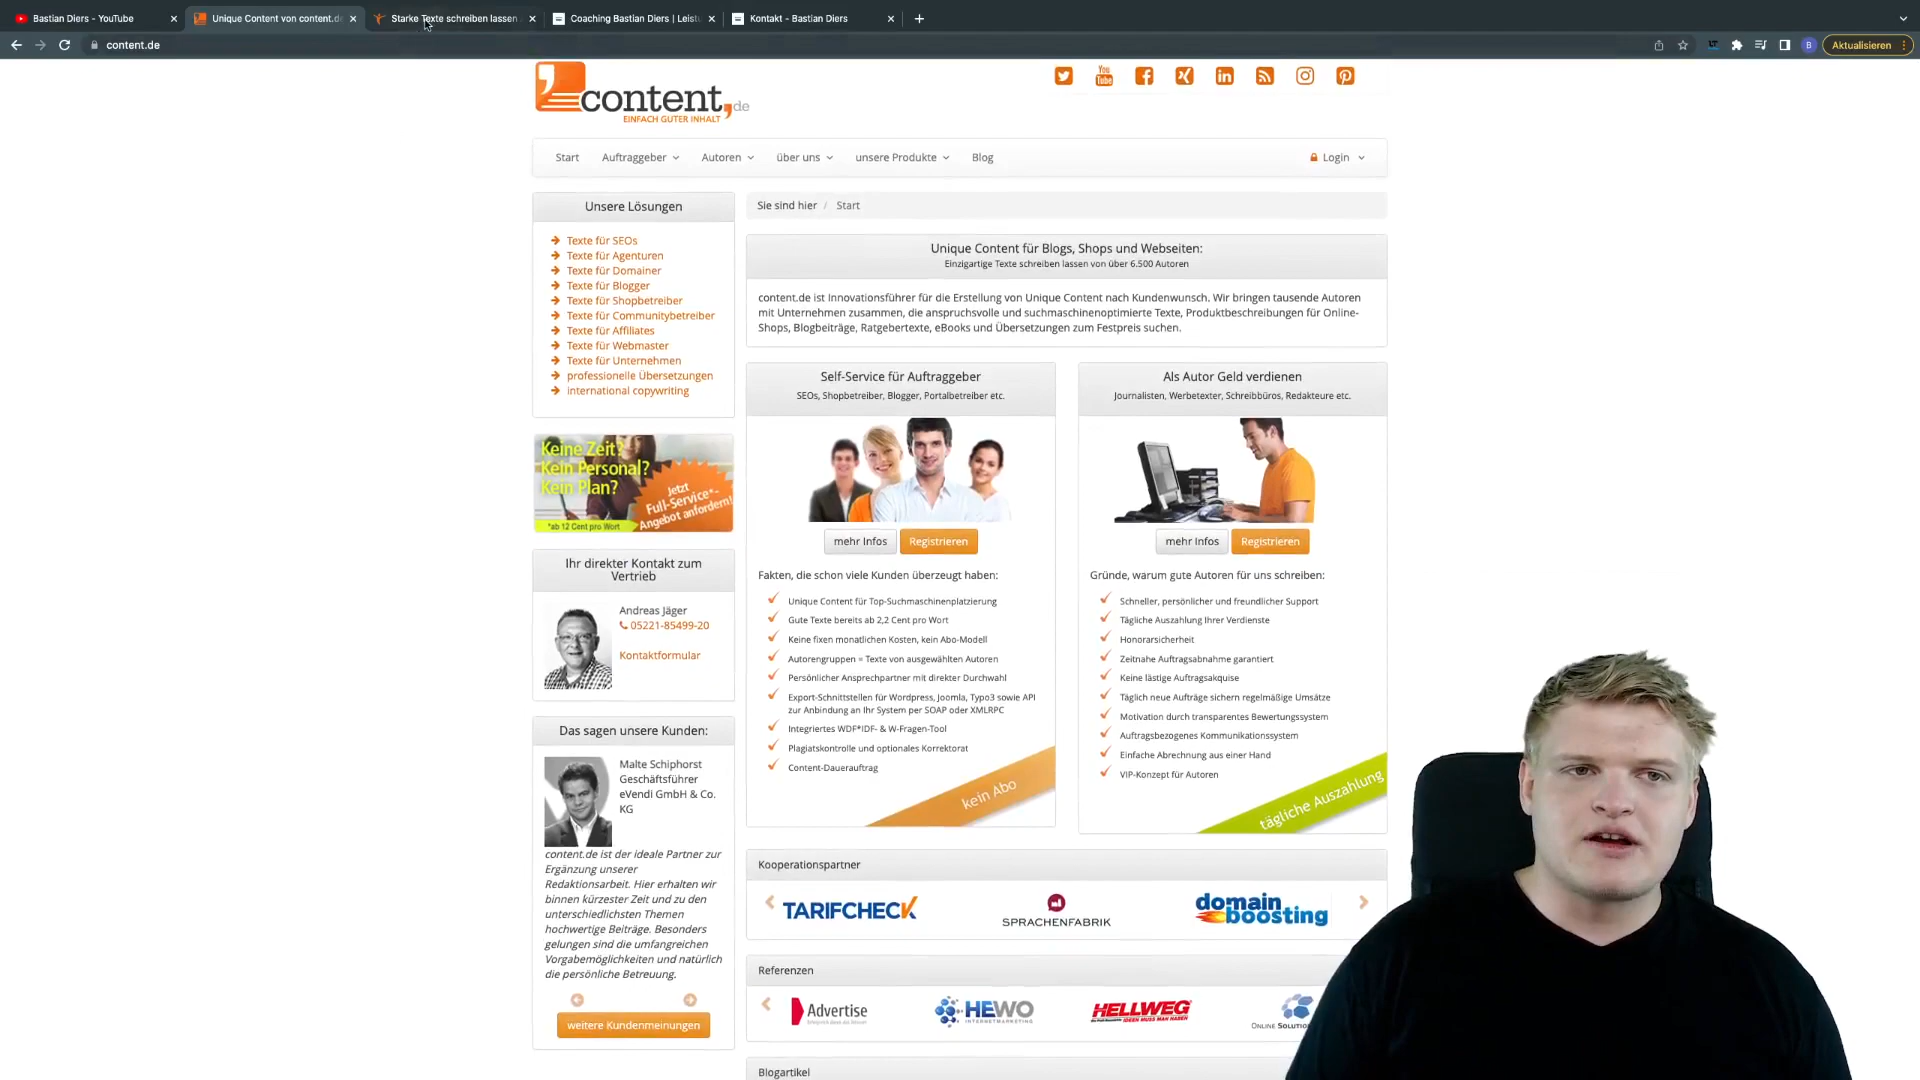 Bastian Diers - YouTube
Unique Content von content.de
Starke Texte schreiben lassen
Coaching Bastian Diers | Leist
Kontakt - Bastian Diers
content.de
B
Aktualisieren
content.de
EINFACH GUTER INHALT
You Tube
Start
Auftraggeber
Autoren
über uns
unsere Produkte
Blog
Login
Unsere Lösungen
Texte für SEOs
Texte für Agenturen
Texte für Domainer
Texte für Blogger
Texte für Shopbetreiber
Texte für Communitybetreiber
Texte für Affiliates
Texte für Webmaster
Texte für Unternehmen
professionelle Übersetzungen
international copywriting
Keine Zeit?
Kein Personal?
Kein Plan?
Jetzt
Full-Service*-
Angebot anfordern!
*ab 12 Cent pro Wort
Ihr direkter Kontakt zum
Vertrieb
Andreas Jäger
05221-85499-20
Kontaktformular
Das sagen unsere Kunden:
Malte Schiphorst
Geschäftsführer
eVendi GmbH & Co.
KG
content.de ist der ideale Partner zur
Ergänzung unserer
Redaktionsarbeit. Hier erhalten wir
binnen kürzester Zeit und zu den
unterschiedlichsten Themen
hochwertige Beiträge. Besonders
gelungen sind die umfangreichen
Vorgabemöglichkeiten und natürlich
die persönliche Betreuung.
weitere Kundenmeinungen
Sie sind hier / Start
Unique Content für Blogs, Shops und Webseiten:
Einzigartige Texte schreiben lassen von über 6.500 Autoren
content.de ist Innovationsführer für die Erstellung von Unique Content nach Kundenwunsch. Wir bringen tausende Autoren
mit Unternehmen zusammen, die anspruchsvolle und suchmaschinenoptimierte Texte, Produktbeschreibungen für Online-
Shops, Blogbeiträge, Ratgebertexte, eBooks und Übersetzungen zum Festpreis suchen.
Self-Service für Auftraggeber
SEOs, Shopbetreiber, Blogger, Portalbetreiber etc.
mehr Infos
Registrieren
Fakten, die schon viele Kunden überzeugt haben:
Unique Content für Top-Suchmaschinenplatzierung
Gute Texte bereits ab 2,2 Cent pro Wort
Keine fixen monatlichen Kosten, kein Abo-Modell
Autorengruppen = Texte von ausgewählten Autoren
Persönlicher Ansprechpartner mit direkter Durchwahl
Export-Schnittstellen für Wordpress, Joomla, Typo3 sowie API
zur Anbindung an Ihr System per SOAP oder XMLRPC
Integriertes WDF*IDF- & W-Fragen-Tool
Plagiatskontrolle und optionales Korrektorat
Content-Dauerauftrag
kein Abo
Als Autor Geld verdienen
Journalisten, Werbetexter, Schreibbüros, Redakteure etc.
mehr Infos
Registrieren
Gründe, warum gute Autoren für uns schreiben:
Schneller, persönlicher und freundlicher Support
Tägliche Auszahlung Ihrer Verdienste
Honorarsicherheit
Zeitnahe Auftragsabnahme garantiert
Keine lästige Auftragsakquise
Täglich neue Aufträge sichern regelmäßige Umsätze
Motivation durch transparentes Bewertungssystem
Auftragsbezogenes Kommunikationssystem
Einfache Abrechnung aus einer Hand
VIP-Konzept für Autoren
tägliche Auszahlung
Kooperationspartner
TARIFCHECK
SPRACHENFABRIK
domain
boosting
Referenzen
Advertise
HEWO
INTERNETMARKETING
HELLWEG
ONLINE SOLUTION
Blogartikel